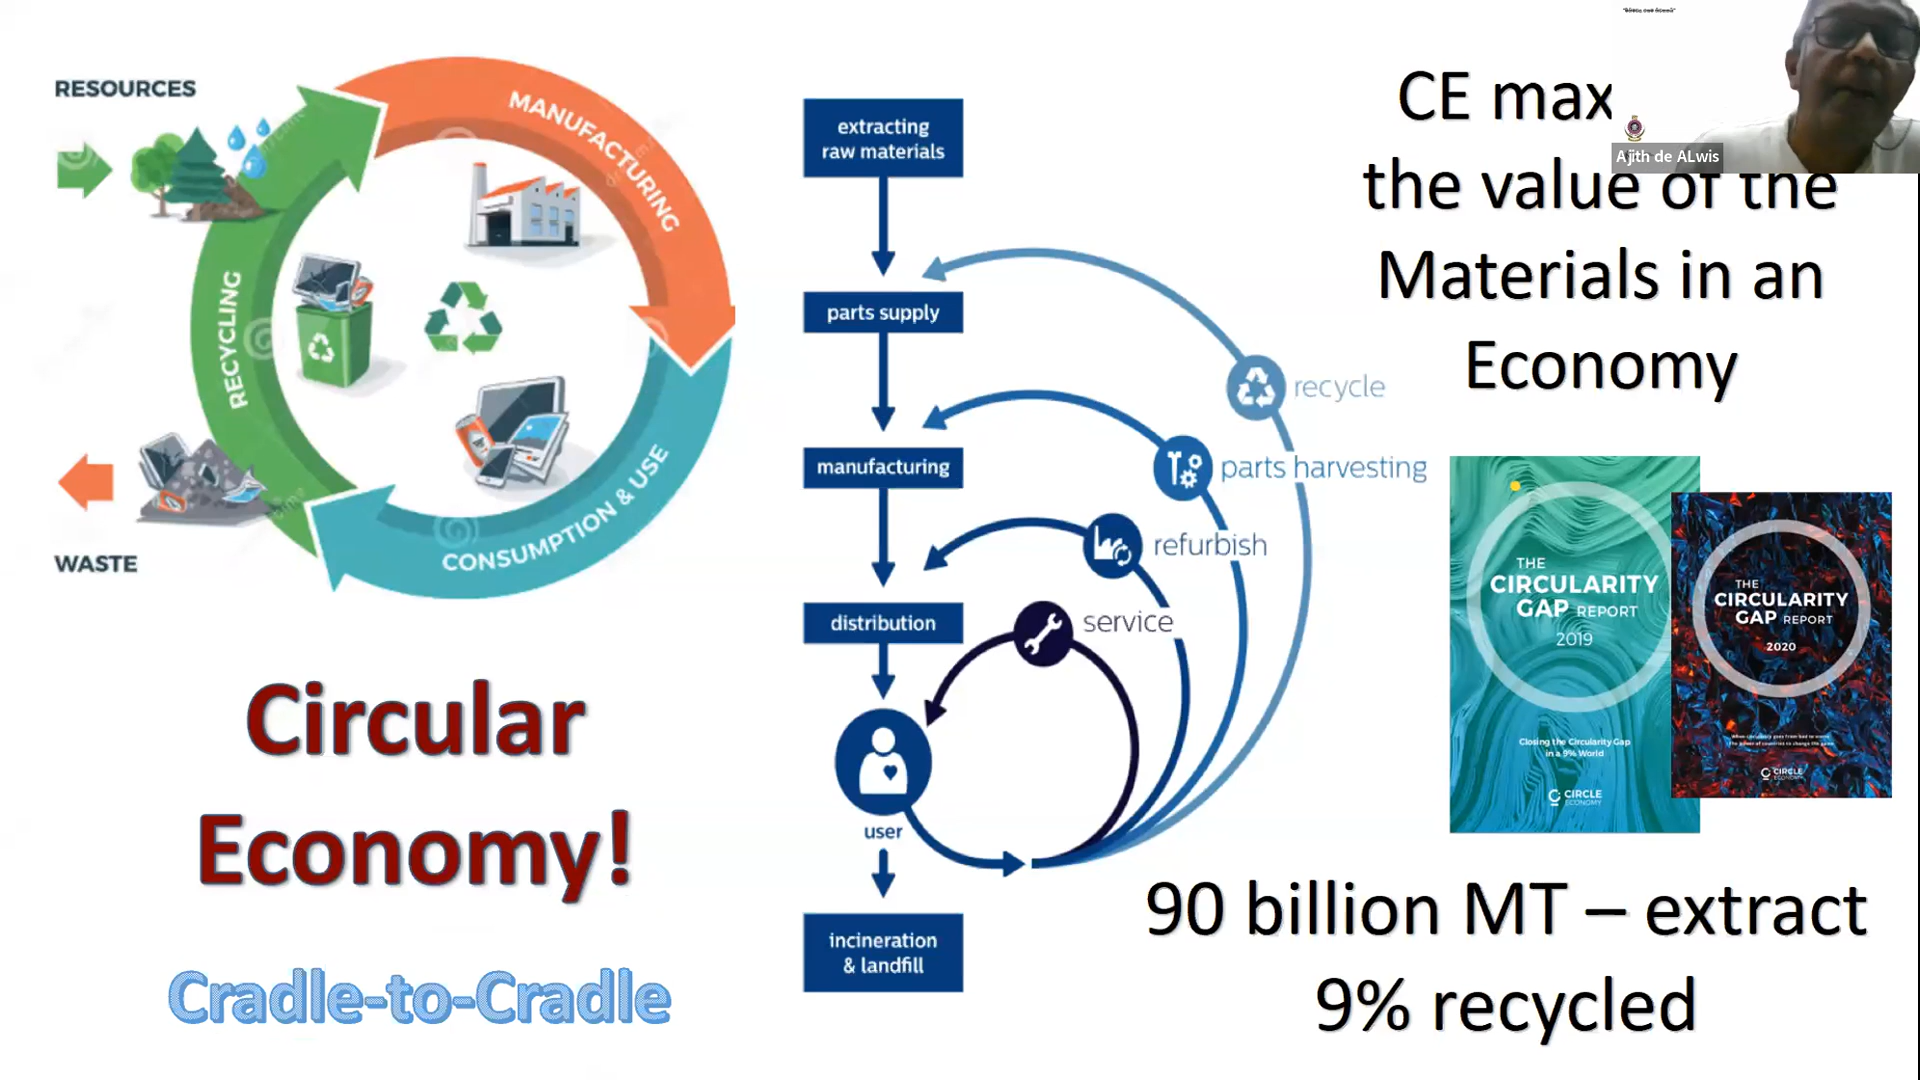 RESOURCES
MANUFACTURING
RECYCLING
CONSUMPTION & USE
WASTE
Circular
Economy!
Cradle-to-Cradle
extracting
raw materials
parts supply
manufacturing
distribution
user
incineration
& landfill
recycle
parts harvesting
refurbish
service
CE max
the value of the
Materials in an
Economy
Ajith de ALwis
THE
CIRCULARITY
GAP REPORT
2019
Closing the Circularity Gap
in a 9% World
CIRCLE
ECONOMY
THE
CIRCULARITY
GAP REPORT
2020
CIRCLE
ECONOMY
90 billion MT – extract
9% recycled